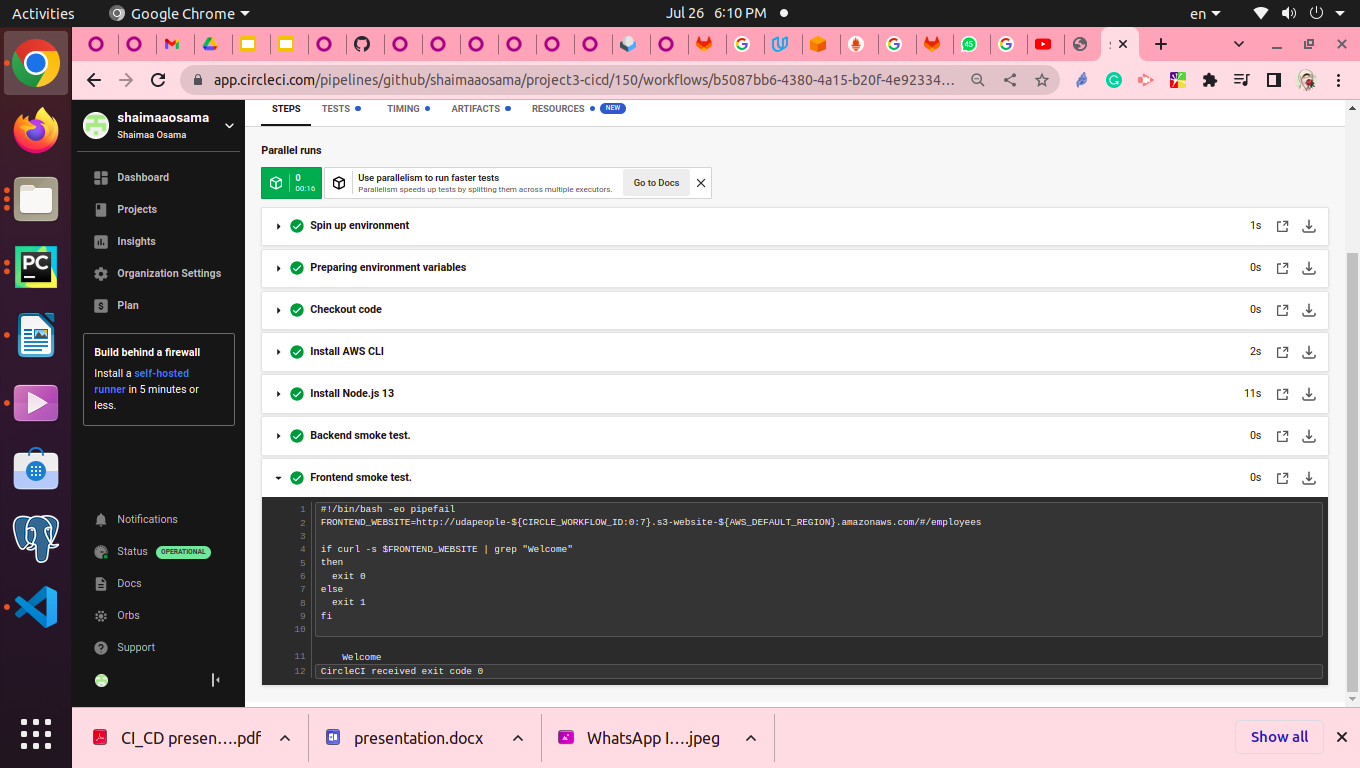 Activities
Google Chrome
Jul 26 6:10 PM
en
45
app.circleci.com/pipelines/github/shaimaaosama/project3-cicd/150/workflows/b5087bb6-4380-4a15-b20f-4e92334...
shaimaaosama
Shaimaa Osama
Dashboard
Projects
Insights
Organization Settings
Plan
Build behind a firewall
Install a self-hosted
runner in 5 minutes or
less.
Notifications
Status OPERATIONAL
Docs
Orbs
Support
STEPS TESTS TIMING ARTIFACTS RESOURCES NEW
Parallel runs
0
00:16
Use parallelism to run faster tests
Parallelism speeds up tests by splitting them across multiple executors.
Go to Docs
Spin up environment 1s
Preparing environment variables 0s
Checkout code 0s
Install AWS CLI 2s
Install Node.js 13 11s
Backend smoke test. 0s
Frontend smoke test. 0s
1 #!/bin/bash -eo pipefail
2 FRONTEND_WEBSITE=http://udapeople-${CIRCLE_WORKFLOW_ID:0:7}.s3-website-${AWS_DEFAULT_REGION}.amazonaws.com/#/employees
3
4 if curl -s $FRONTEND_WEBSITE | grep "Welcome"
5 then
6 exit 0
7 else
8 exit 1
9 fi
10
11 Welcome
12 CircleCI received exit code 0
PC
CI_CD presen....pdf
presentation.docx
WhatsApp I....jpeg
Show all